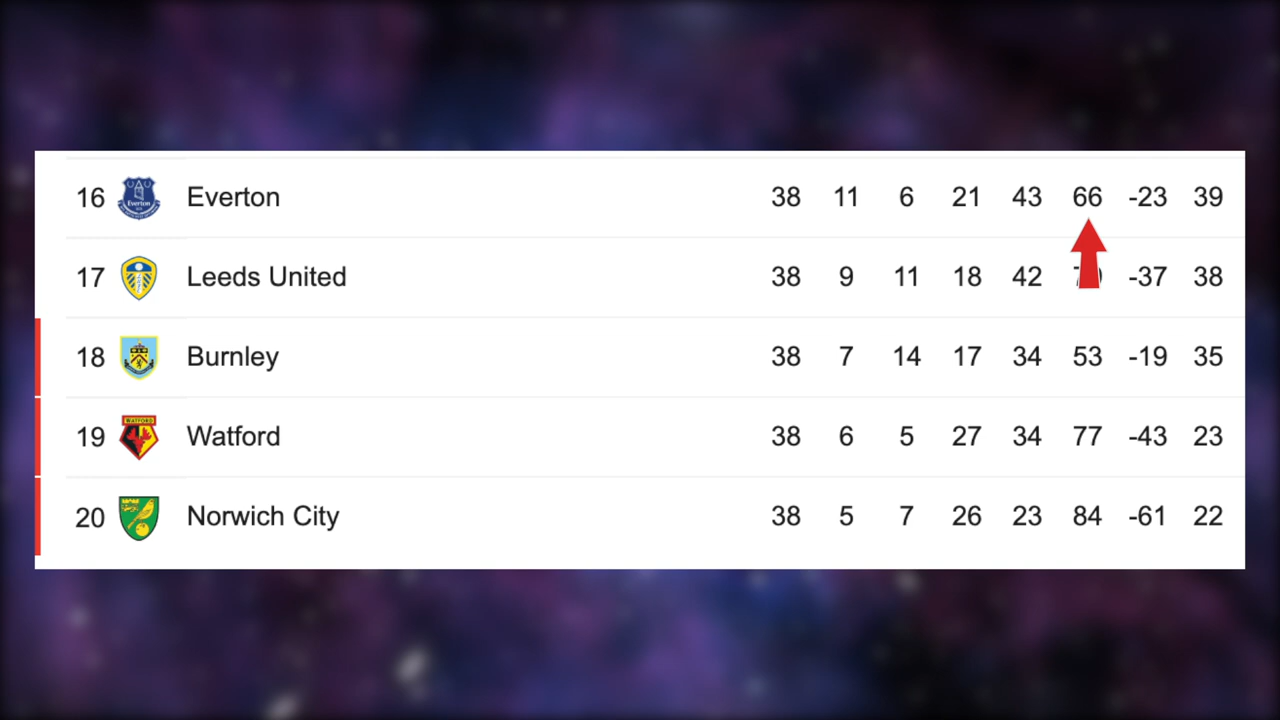 16 Everton 38 11 6 21 43 66 -23 39
17 Leeds United 38 9 11 18 42 -37 38
18 Burnley 38 7 14 17 34 53 -19 35
19 Watford 38 6 5 27 34 77 -43 23
20 Norwich City 38 5 7 26 23 84 -61 22